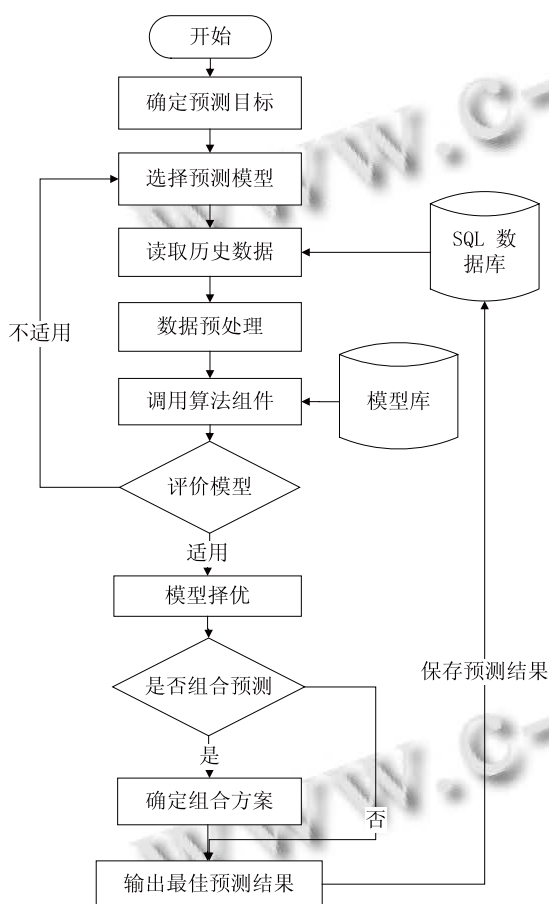 开始
确定预测目标
选择预测模型
SQL 数
据库
读取历史数据
不适用
数据预处理
调用算法组件
模型库
评价模型
适用
模型择优
是否组合预测
保存预测结果
是
确定组合方案
否
输出最佳预测结果
www.c-
www.c-